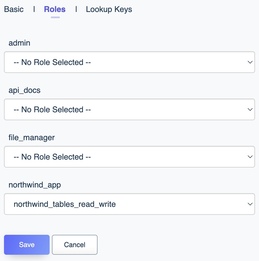 Basic | Roles | Lookup Keys
admin
-- No Role Selected --
api_docs
-- No Role Selected --
file_manager
-- No Role Selected --
northwind_app
northwind_tables_read_write
Save Cancel